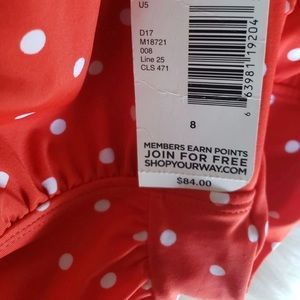 U5
D17
M18721
008
Line 25
CLS 471
6 63981 19204
8
MEMBERS EARN POINTS
JOIN FOR FREE
SHOPYOURWAY.COM
$84.00